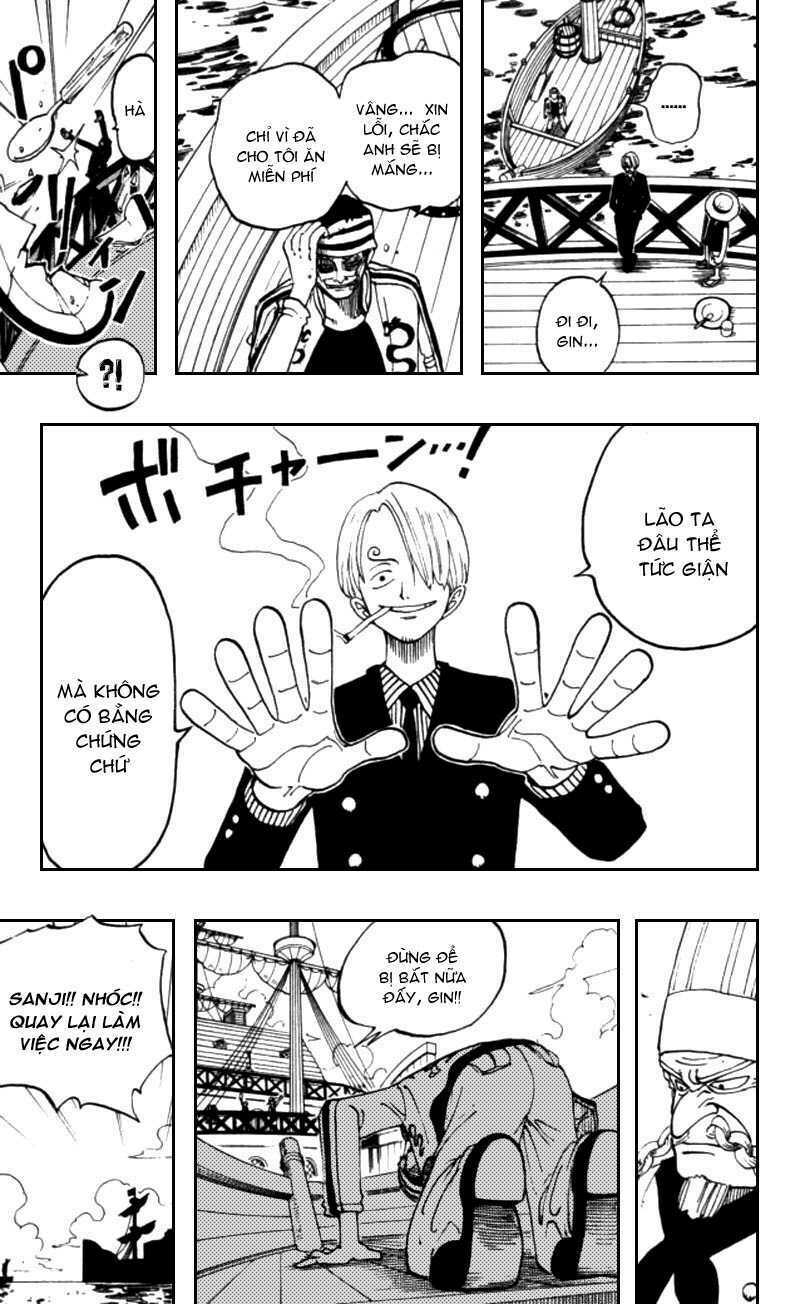 .......
ĐI ĐI,
GIN...
VÂNG... XIN
LỖI, CHẮC
ANH SẼ BỊ
MẮNG...
CHỈ VÌ ĐÃ
CHO TÔI ĂN
MIỄN PHÍ
HÀ
?!
LÃO TA
ĐÂU THỂ
TỨC GIẬN
ボチャーン…!
MÀ KHÔNG
CÓ BẰNG
CHỨNG
CHỨ
ĐỪNG ĐỂ
BỊ BÁT NỮA
ĐẤY, GIN!!
SANJI!! NHÓC!!
QUAY LẠI LÀM
VIỆC NGAY!!!